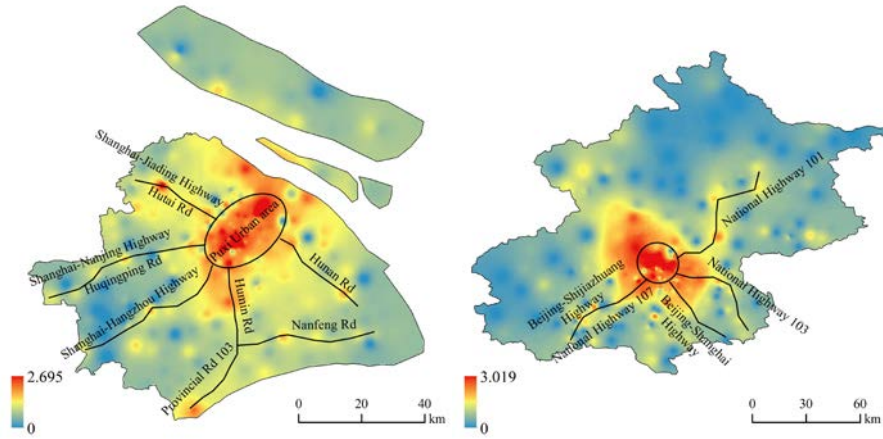 Shanghai-Jiading Highway
Hutai Rd
Puxi Urban area
Shanghai-Nanjing Highway
Huqingping Rd
Shanghai-Hangzhou Highway
Humin Rd
Hunan Rd
Nanfeng Rd
Provincial Rd 103
2.695
0
0 20 40
km
National Highway 101
National Highway 103
Beijing-Shijiazhuang
Highway
National Highway 107
Beijing-Shanghai
Highway
3.019
0
0 30 60
km